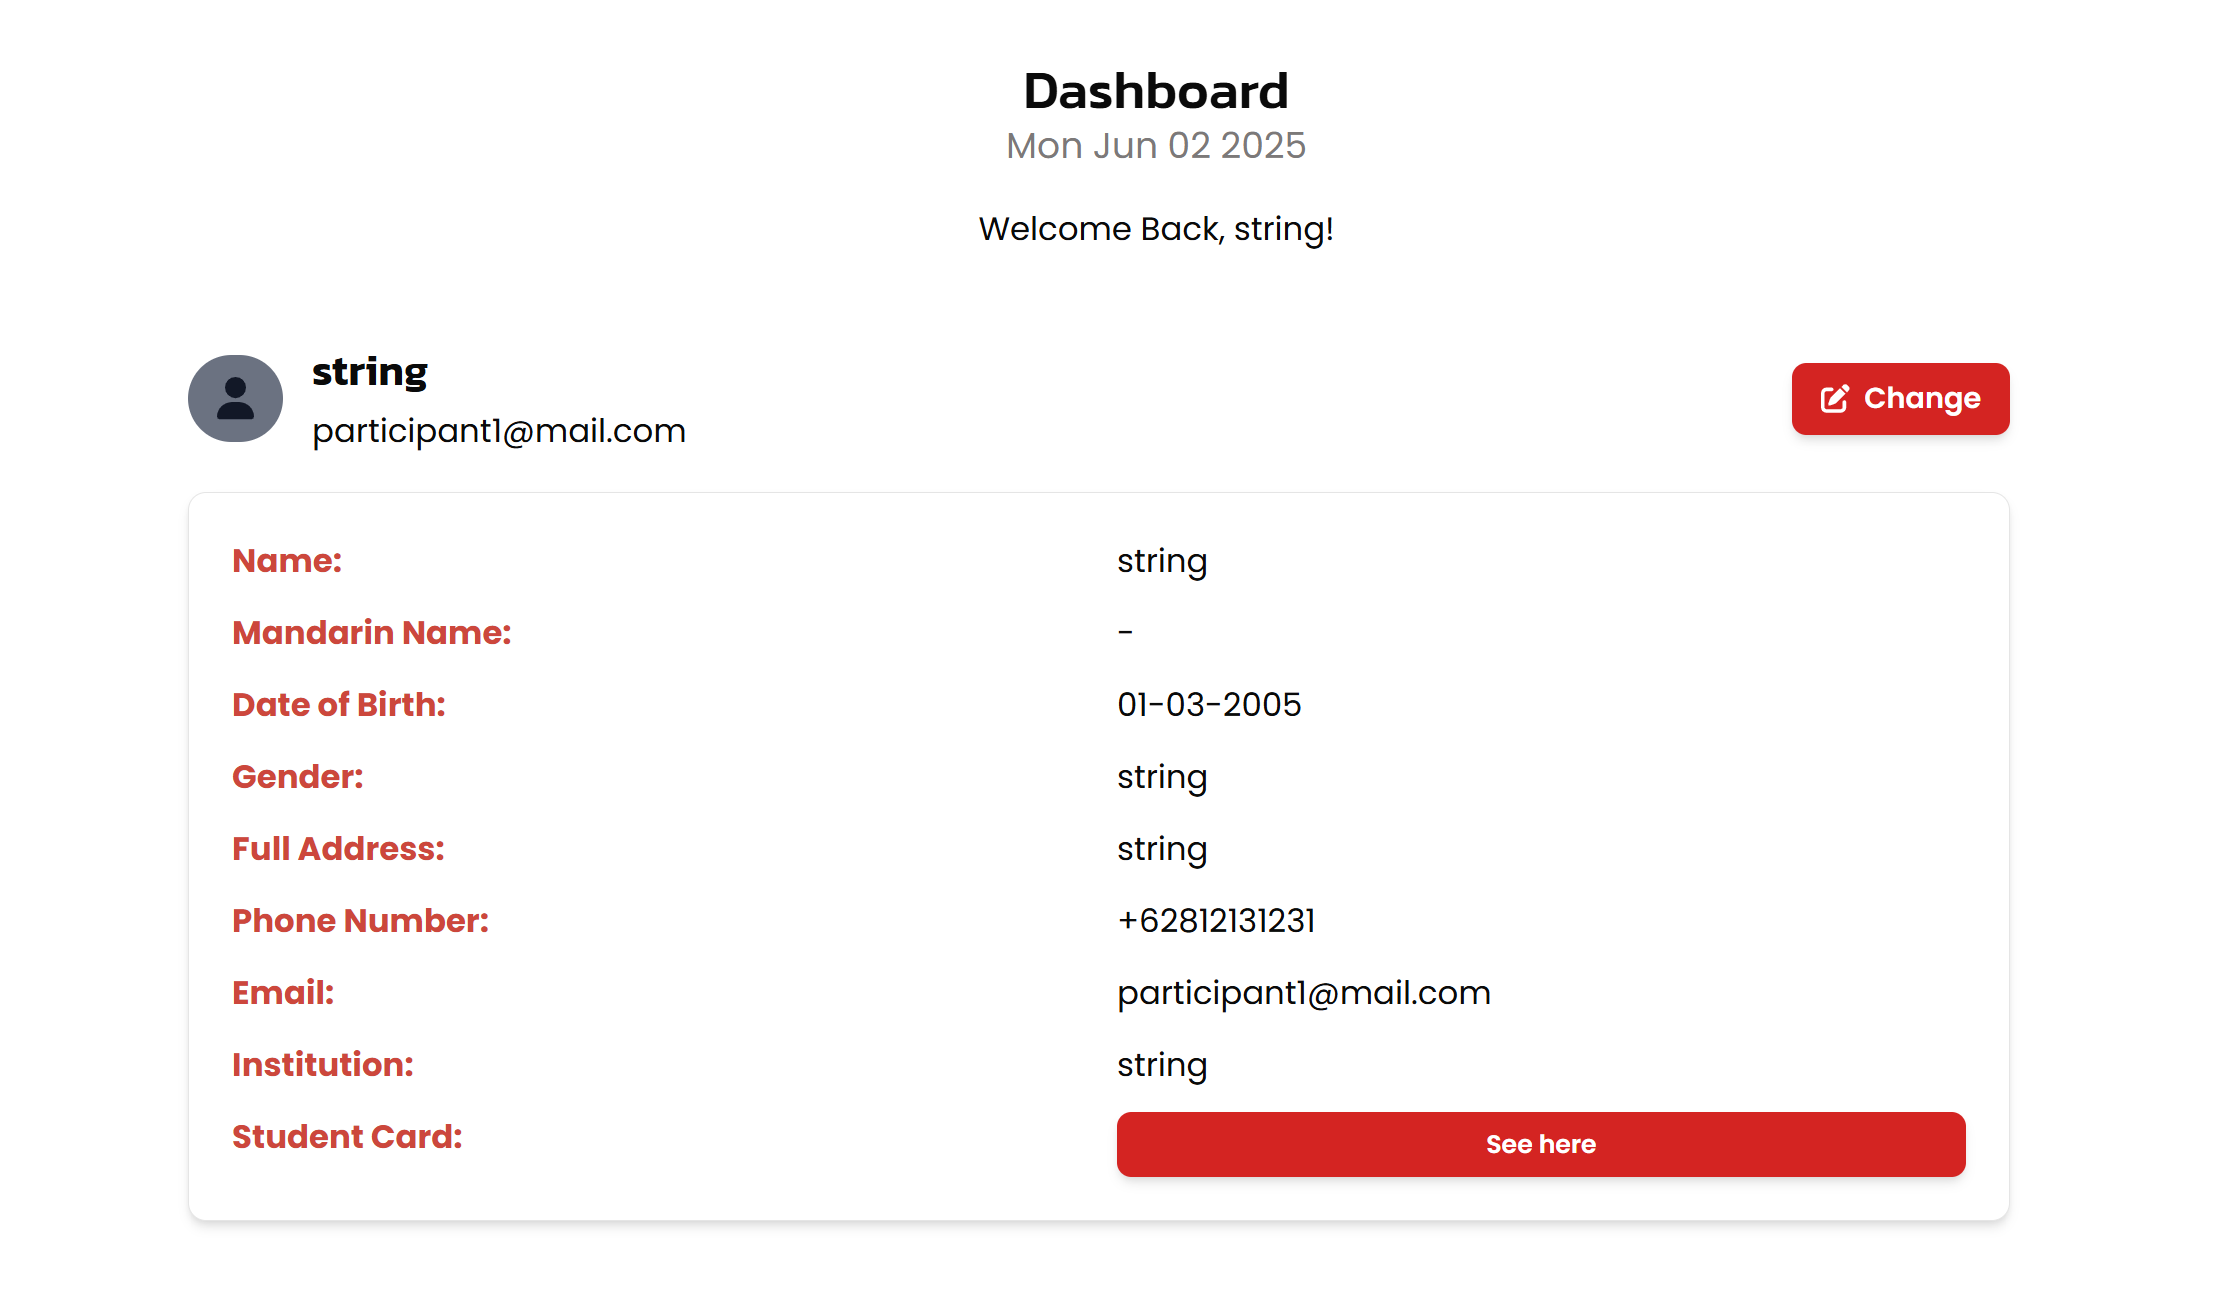 Dashboard
Mon Jun 02 2025
Welcome Back, string!
string
participant1@mail.com
Change
Name: string
Mandarin Name: -
Date of Birth: 01-03-2005
Gender: string
Full Address: string
Phone Number: +62812131231
Email: participant1@mail.com
Institution: string
Student Card: See here